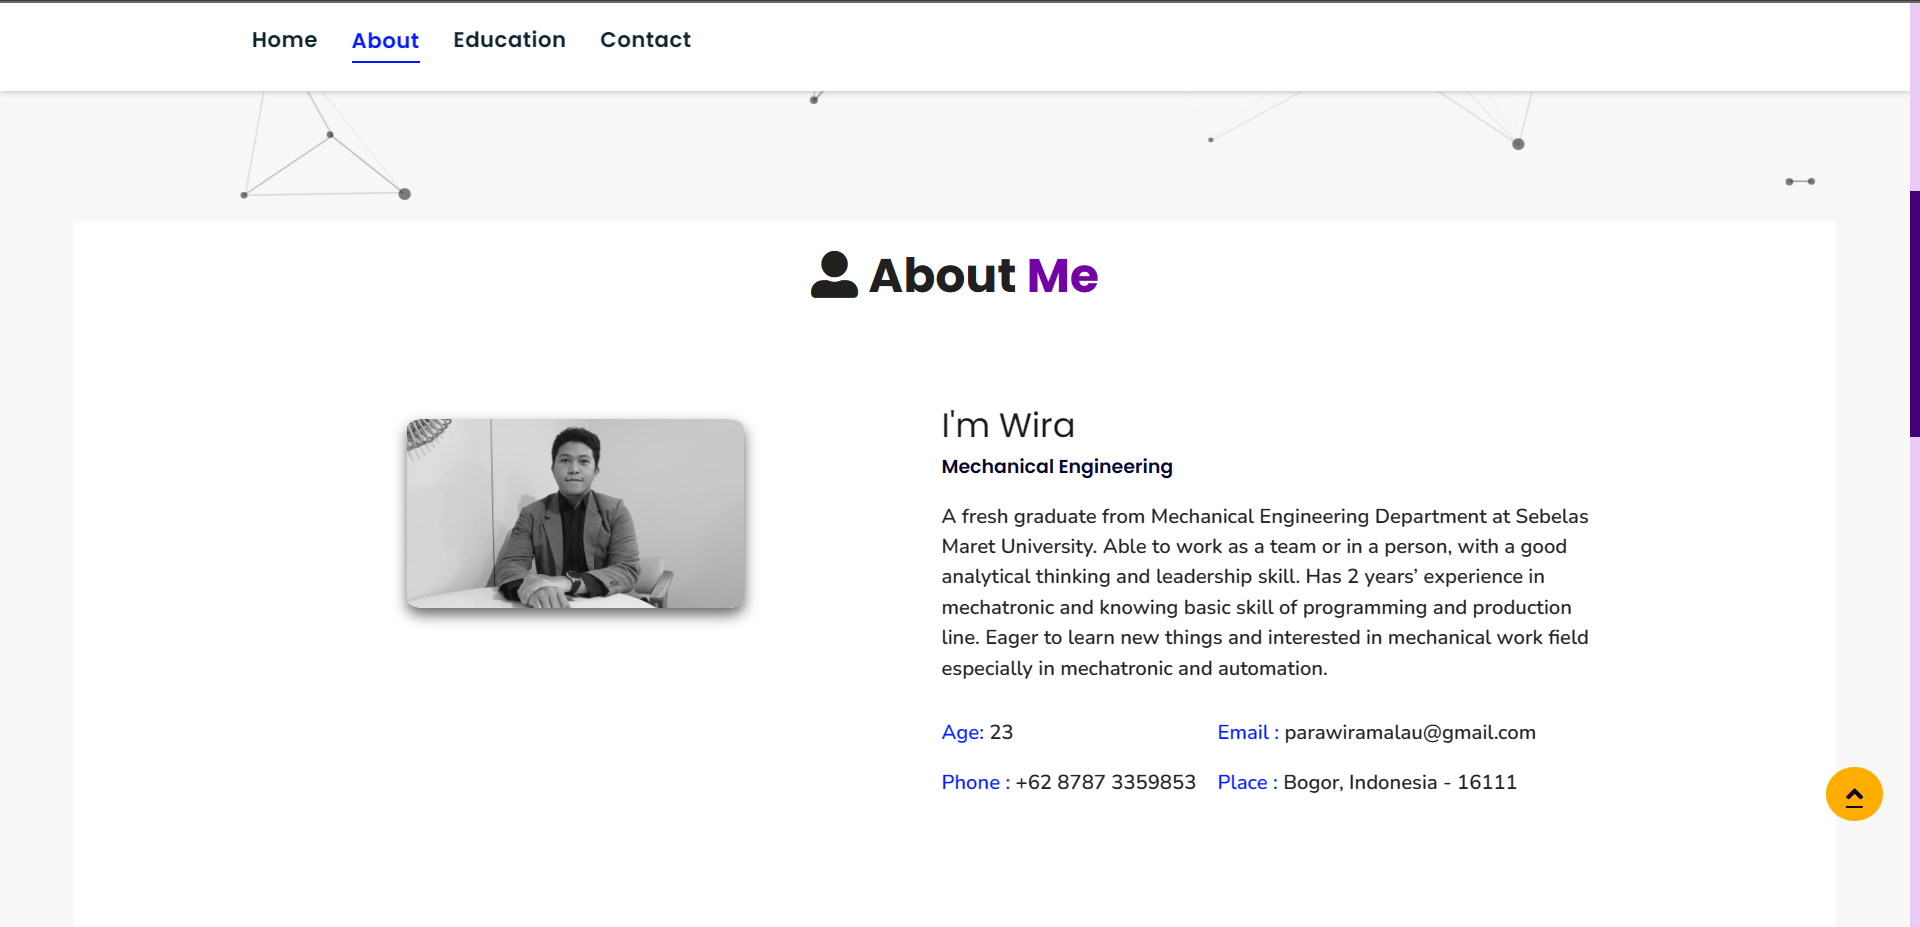 Home About Education Contact
About Me
I'm Wira
Mechanical Engineering
A fresh graduate from Mechanical Engineering Department at Sebelas
Maret University. Able to work as a team or in a person, with a good
analytical thinking and leadership skill. Has 2 years’ experience in
mechatronic and knowing basic skill of programming and production
line. Eager to learn new things and interested in mechanical work field
especially in mechatronic and automation.
Age: 23 Email : parawiramalau@gmail.com
Phone : +62 8787 3359853 Place : Bogor, Indonesia - 16111